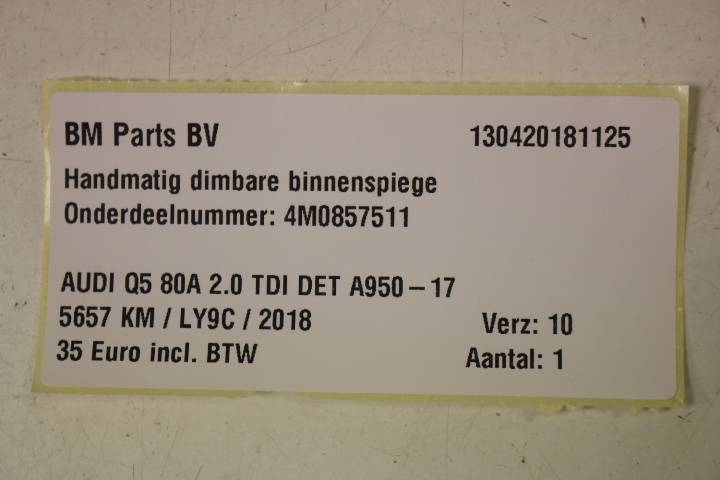 BM Parts BV 130420181125
Handmatig dimbare binnenspiege
Onderdeelnummer: 4M0857511
AUDI Q5 80A 2.0 TDI DET A950-17
5657 KM / LY9C / 2018 Verz: 10
35 Euro incl. BTW Aantal: 1